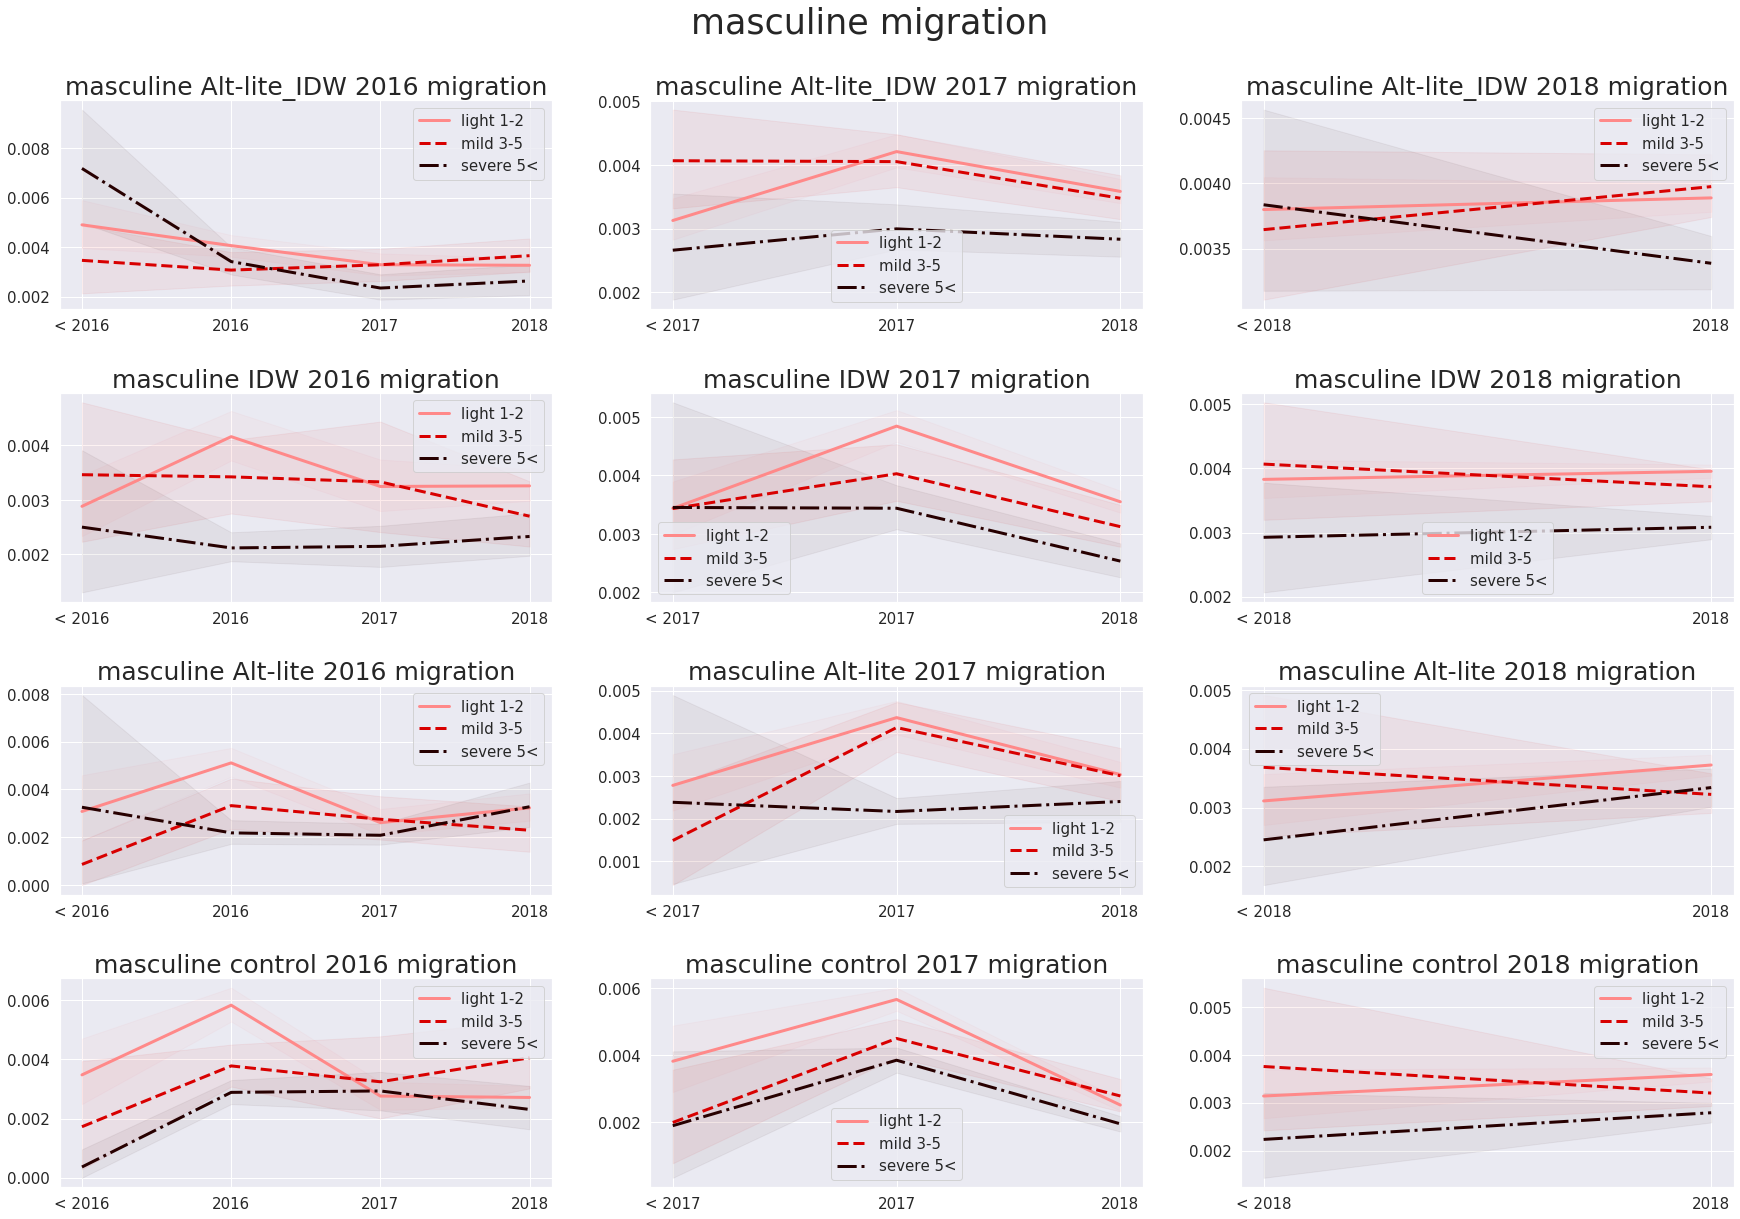 masculine migration
masculine Alt-lite_IDW 2016 migration
0.008
0.006
0.004
0.002
light 1-2
mild 3-5
severe 5<
< 2016
2016
2017
2018
masculine Alt-lite_IDW 2017 migration
0.005
0.004
0.003
0.002
light 1-2
mild 3-5
severe 5<
< 2017
2017
2018
masculine Alt-lite_IDW 2018 migration
0.0045
0.0040
0.0035
light 1-2
mild 3-5
severe 5<
< 2018
2018
masculine IDW 2016 migration
0.004
0.003
0.002
light 1-2
mild 3-5
severe 5<
< 2016
2016
2017
2018
masculine IDW 2017 migration
0.005
0.004
0.003
0.002
light 1-2
mild 3-5
severe 5<
< 2017
2017
2018
masculine IDW 2018 migration
0.005
0.004
0.003
0.002
light 1-2
mild 3-5
severe 5<
< 2018
2018
masculine Alt-lite 2016 migration
0.008
0.006
0.004
0.002
0.000
light 1-2
mild 3-5
severe 5<
< 2016
2016
2017
2018
masculine Alt-lite 2017 migration
0.005
0.004
0.003
0.002
0.001
light 1-2
mild 3-5
severe 5<
< 2017
2017
2018
masculine Alt-lite 2018 migration
0.005
0.004
0.003
0.002
light 1-2
mild 3-5
severe 5<
< 2018
2018
masculine control 2016 migration
0.006
0.004
0.002
0.000
light 1-2
mild 3-5
severe 5<
< 2016
2016
2017
2018
masculine control 2017 migration
0.006
0.004
0.002
light 1-2
mild 3-5
severe 5<
< 2017
2017
2018
masculine control 2018 migration
0.005
0.004
0.003
0.002
light 1-2
mild 3-5
severe 5<
< 2018
2018